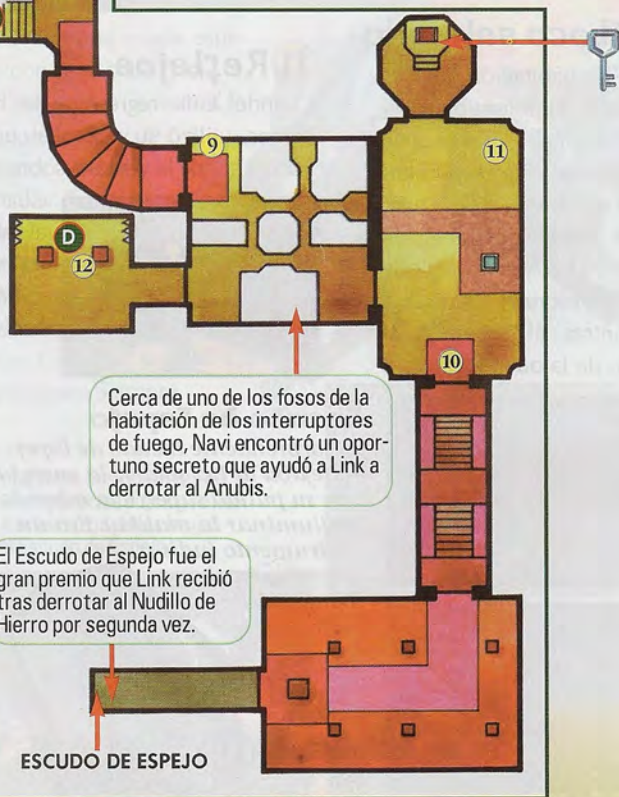 9
11
D
12
10
Cerca de uno de los fosos de la
habitación de los interruptores
de fuego, Navi encontró un opor-
tuno secreto que ayudó a Link a
derrotar al Anubis.
El Escudo de Espejo fue el
gran premio que Link recibió
tras derrotar al Nudillo de
Hierro por segunda vez.
ESCUDO DE ESPEJO